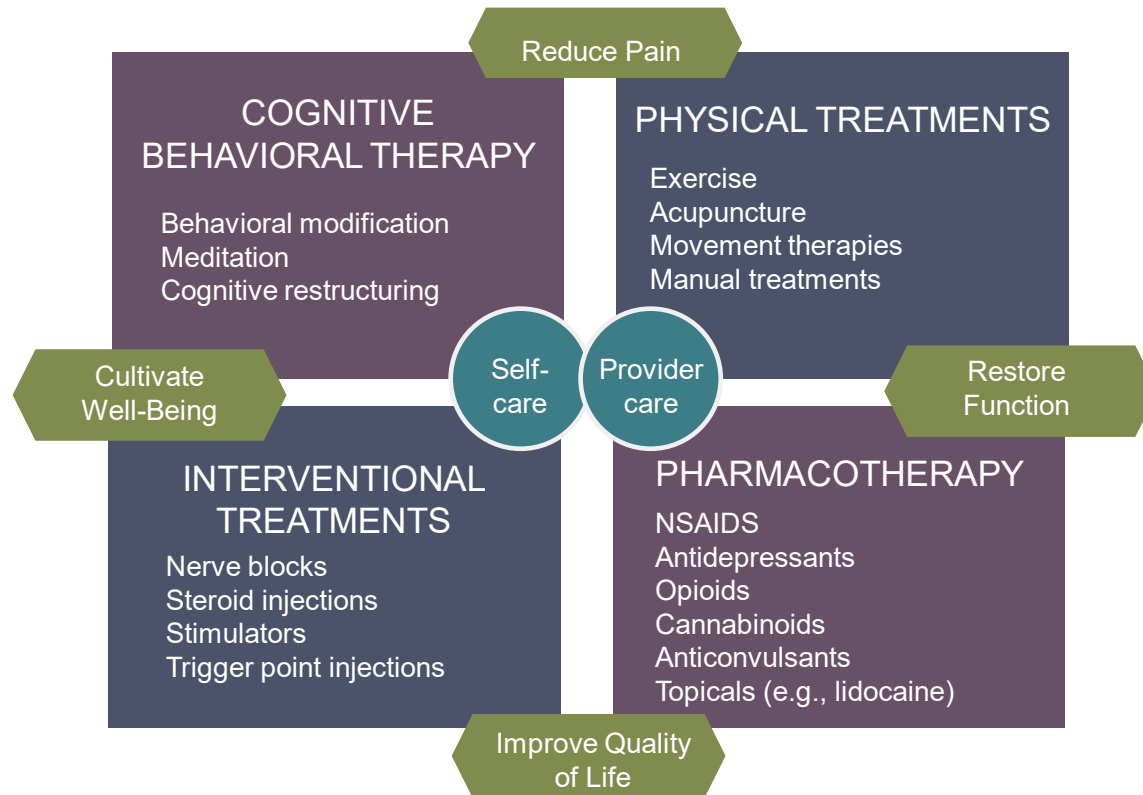 Reduce Pain
COGNITIVE
BEHAVIORAL THERAPY
Behavioral modification
Meditation
Cognitive restructuring
PHYSICAL TREATMENTS
Exercise
Acupuncture
Movement therapies
Manual treatments
Cultivate
Well-Being
Self-
care
Provider
care
Restore
Function
INTERVENTIONAL
TREATMENTS
Nerve blocks
Steroid injections
Stimulators
Trigger point injections
PHARMACOTHERAPY
NSAIDS
Antidepressants
Opioids
Cannabinoids
Anticonvulsants
Topicals (e.g., lidocaine)
Improve Quality
of Life